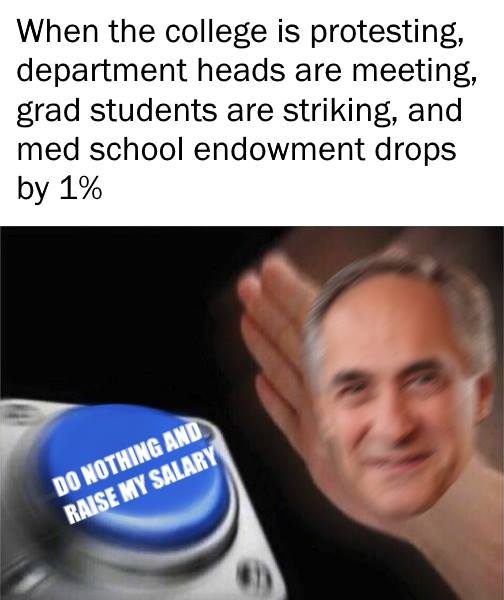 When the college is protesting,
department heads are meeting,
grad students are striking, and
med school endowment drops
by 1%
DO NOTHING AND
RAISE MY SALARY